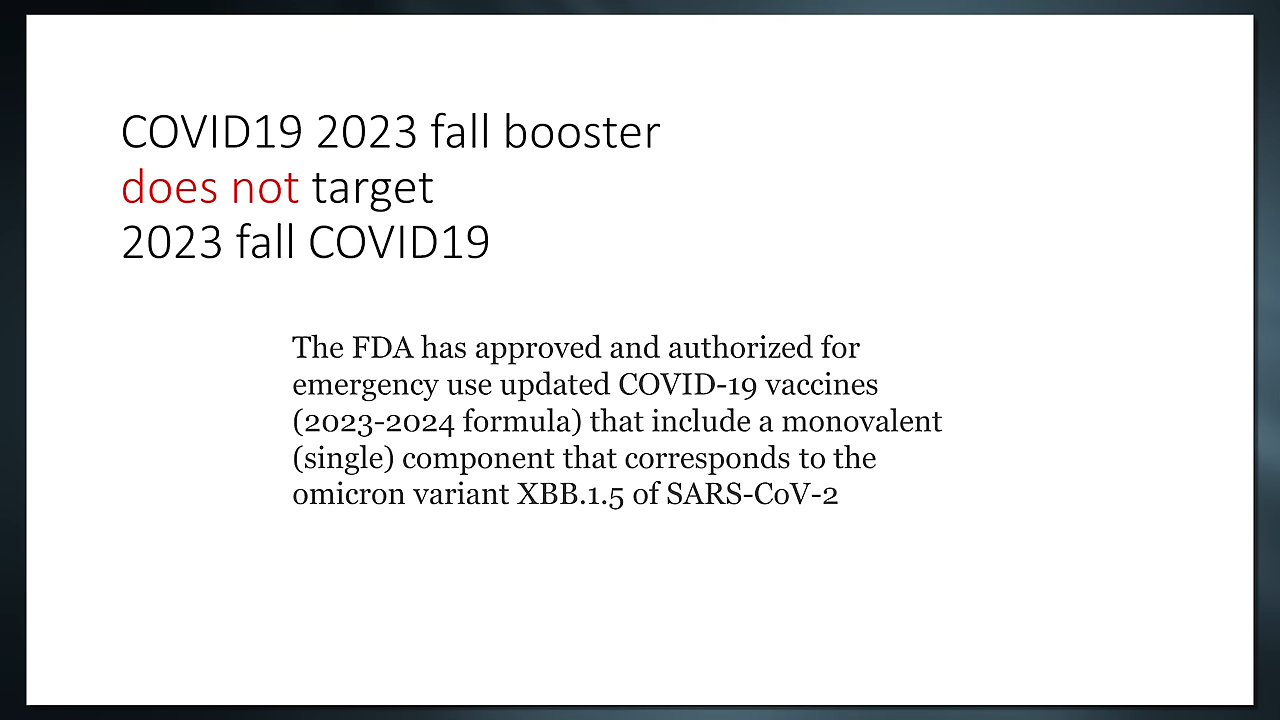 COVID19 2023 fall booster
does not target
2023 fall COVID19
The FDA has approved and authorized for
emergency use updated COVID-19 vaccines
(2023-2024 formula) that include a monovalent
(single) component that corresponds to the
omicron variant XBB.1.5 of SARS-CoV-2